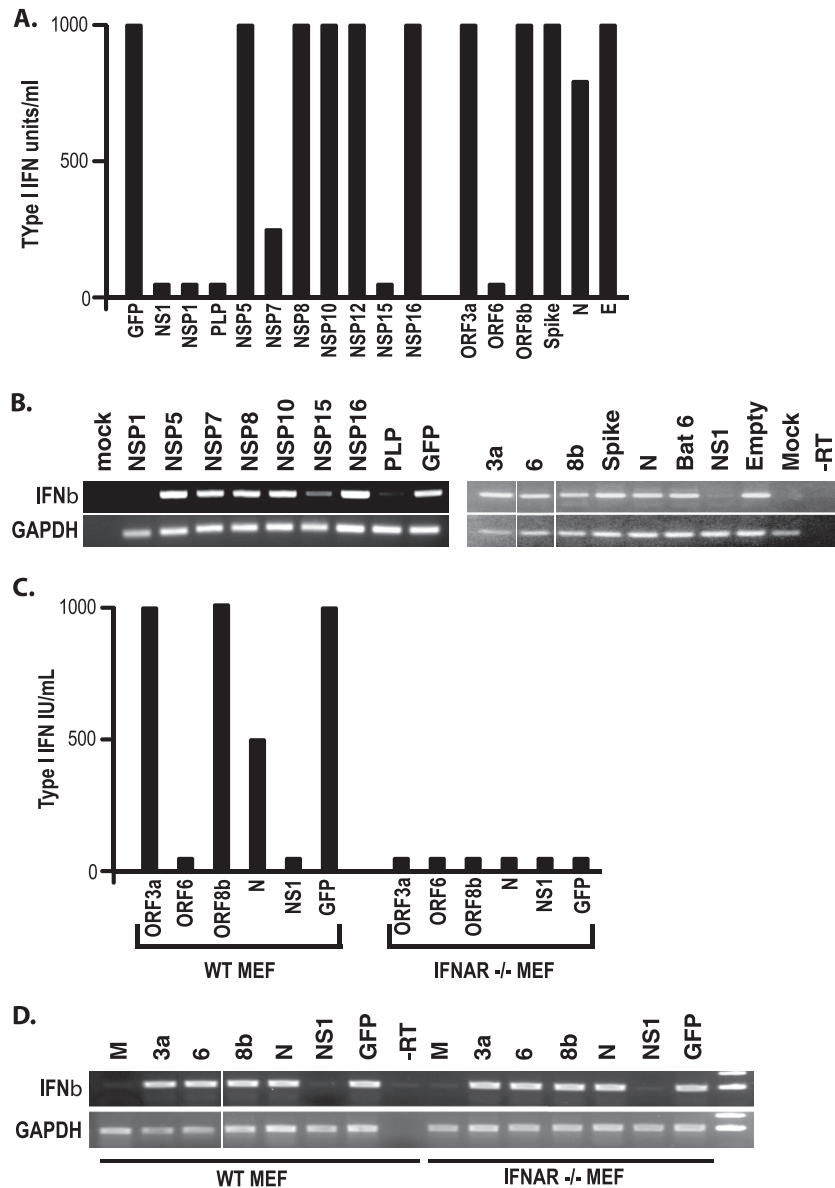 A.
TYpe I IFN units/ml
1000
500
0
GFP NS1 NSP1 PLP NSP5 NSP7 NSP8 NSP10 NSP12 NSP15 NSP16 ORF3a ORF6 ORF8b Spike N E
B.
mock NSP1 NSP5 NSP7 NSP8 NSP10 NSP15 NSP16 PLP GFP
3a 6 8b Spike N Bat 6 NS1 Empty Mock -RT
IFNb
GAPDH
C.
Type I IFN IU/mL
1000
500
0
ORF3a ORF6 ORF8b N NS1 GFP ORF3a ORF6 ORF8b N NS1 GFP
WT MEF IFNAR -/- MEF
D.
M 3a 6 8b N NS1 GFP -RT M 3a 6 8b N NS1 GFP
IFNb
GAPDH
WT MEF IFNAR -/- MEF